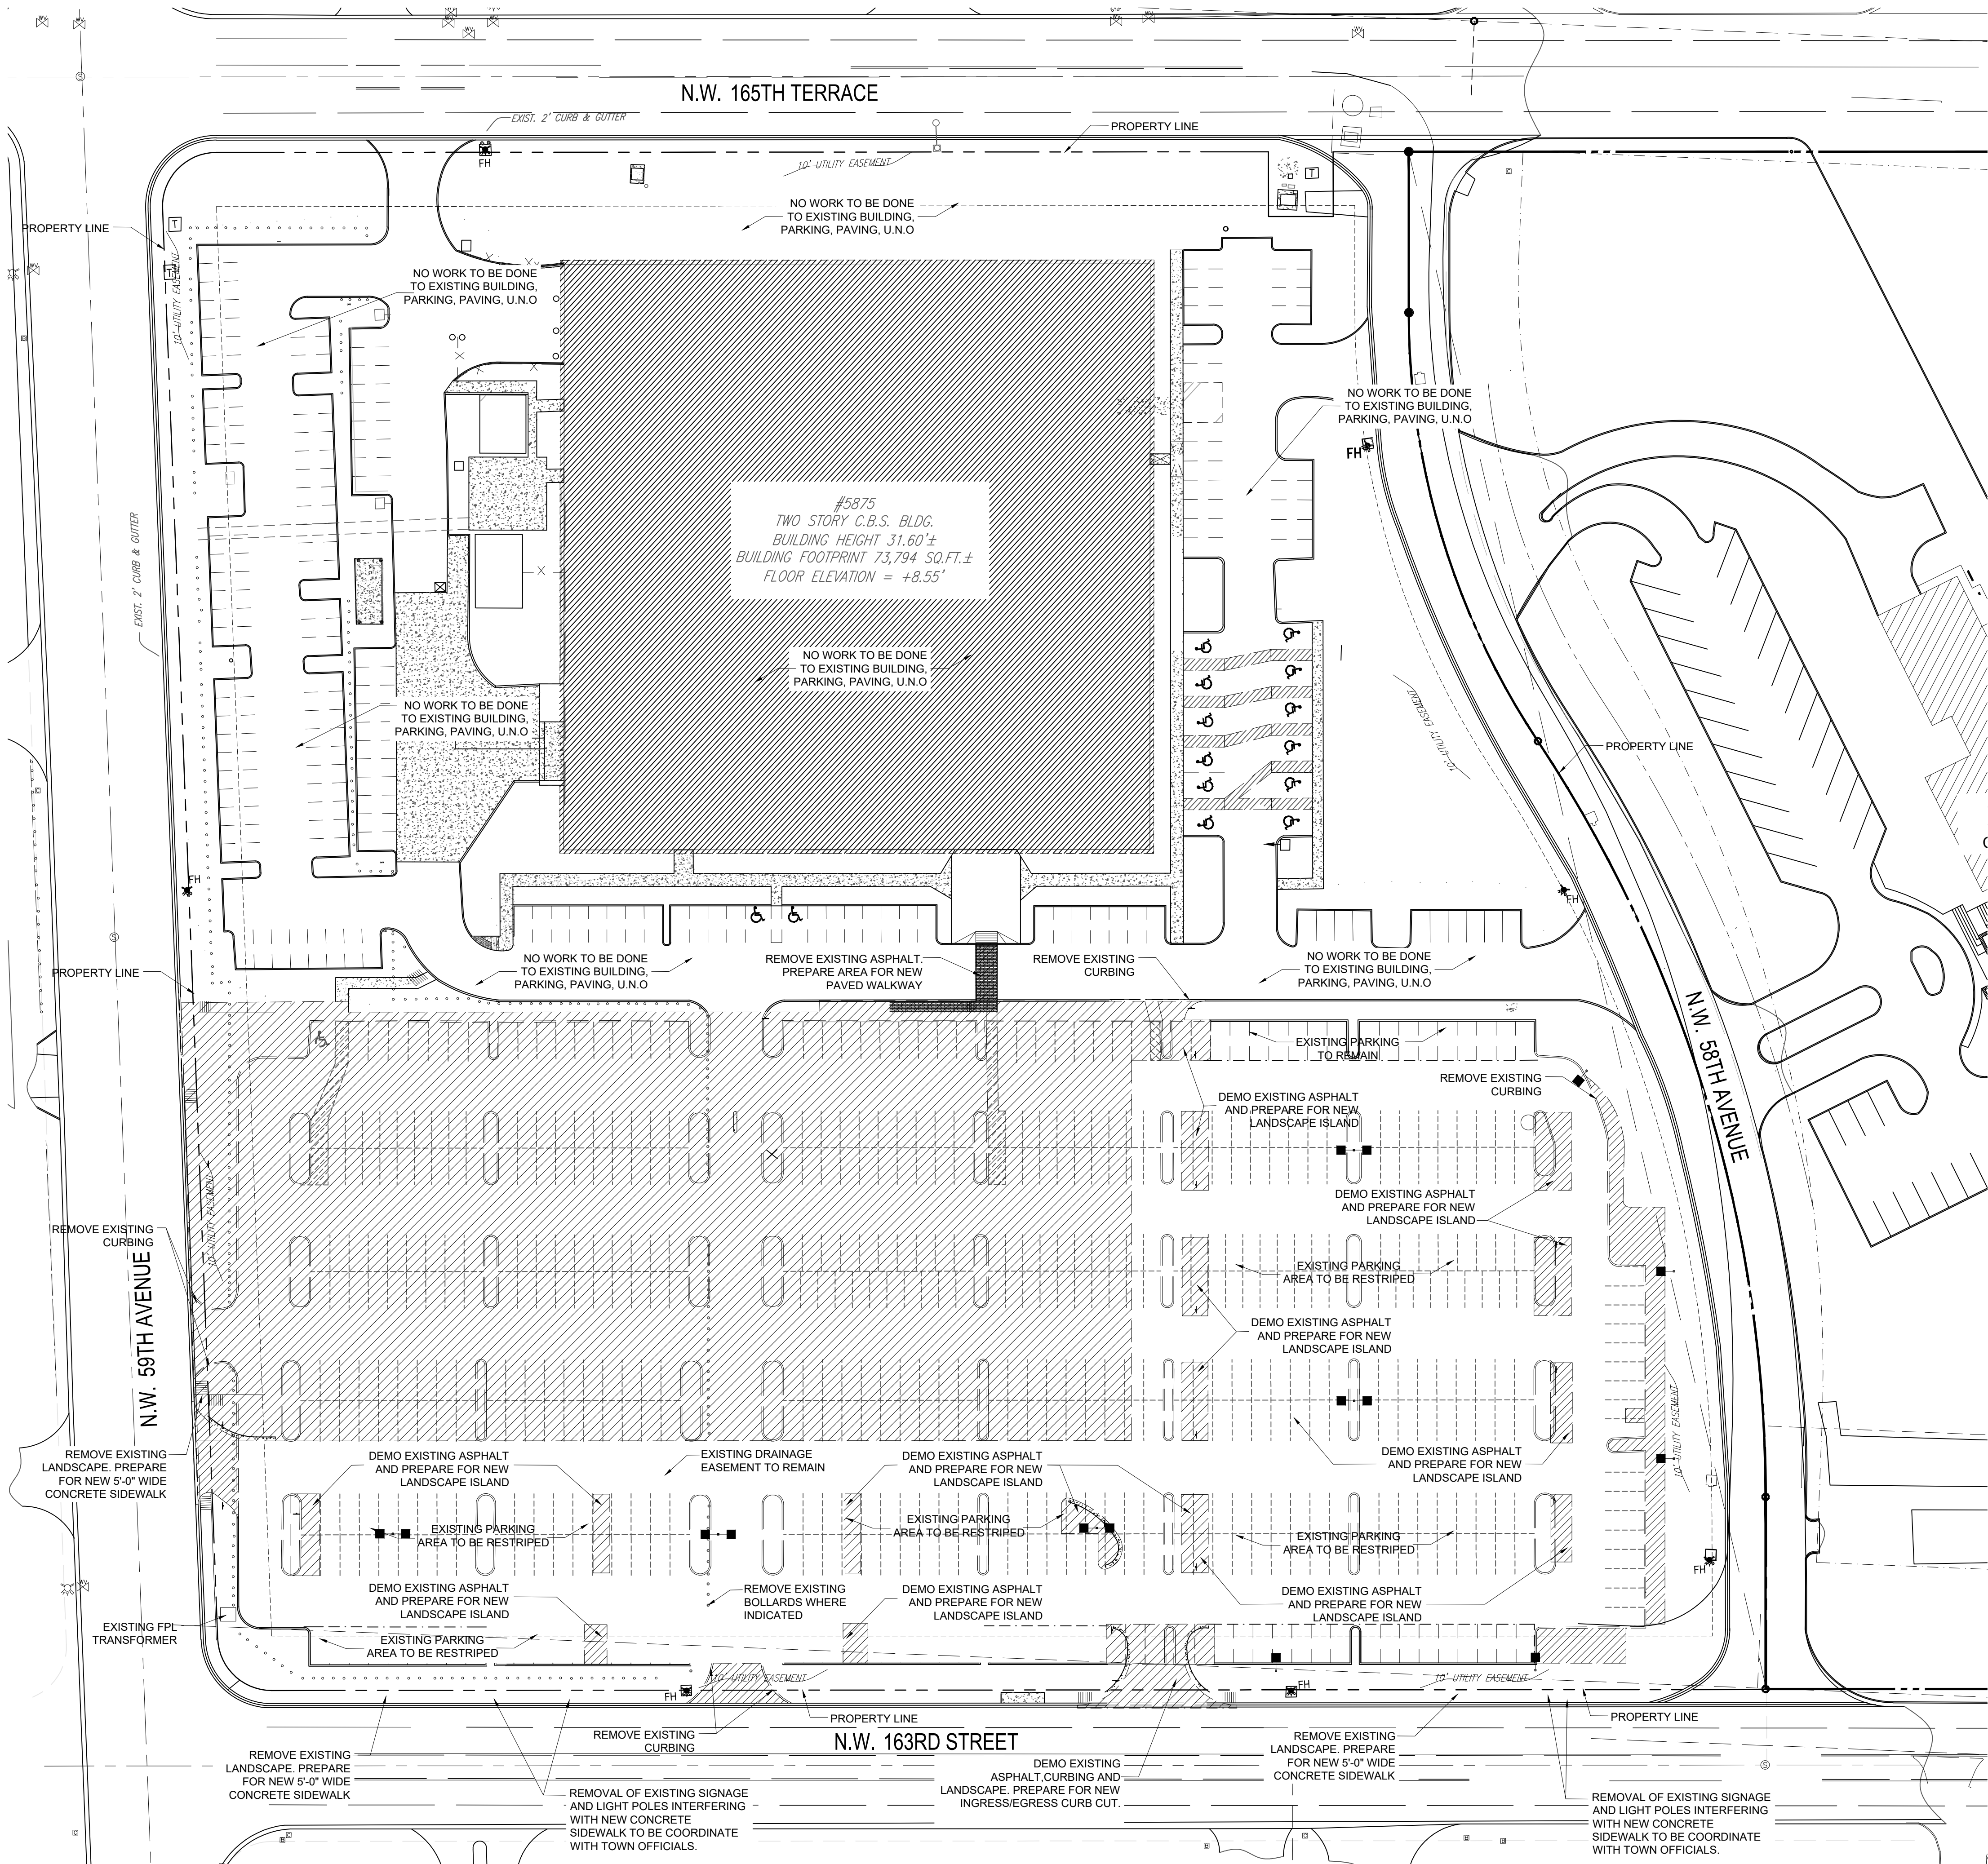 N.W. 165TH TERRACE
EXIST. 2' CURB & GUTTER
PROPERTY LINE
FH
10' UTILITY EASEMENT
T
NO WORK TO BE DONE
TO EXISTING BUILDING,
PARKING, PAVING, U.N.O
PROPERTY LINE
T
T
10' UTILITY EASEMENT
NO WORK TO BE DONE
TO EXISTING BUILDING,
PARKING, PAVING, U.N.O
NO WORK TO BE DONE
TO EXISTING BUILDING,
PARKING, PAVING, U.N.O
FH
#5875
TWO STORY C.B.S. BLDG.
BUILDING HEIGHT 31.60'±
BUILDING FOOTPRINT 73,794 SQ.FT.±
FLOOR ELEVATION = +8.55'
EXIST. 2' CURB & GUTTER
NO WORK TO BE DONE
TO EXISTING BUILDING,
PARKING, PAVING, U.N.O
NO WORK TO BE DONE
TO EXISTING BUILDING,
PARKING, PAVING, U.N.O
10' UTILITY EASEMENT
PROPERTY LINE
FH
FH
PROPERTY LINE
NO WORK TO BE DONE
TO EXISTING BUILDING,
PARKING, PAVING, U.N.O
REMOVE EXISTING ASPHALT.
PREPARE AREA FOR NEW
PAVED WALKWAY
REMOVE EXISTING
CURBING
NO WORK TO BE DONE
TO EXISTING BUILDING,
PARKING, PAVING, U.N.O
N.W. 58TH AVENUE
EXISTING PARKING
TO REMAIN
REMOVE EXISTING
CURBING
DEMO EXISTING ASPHALT
AND PREPARE FOR NEW
LANDSCAPE ISLAND
10' UTILITY EASEMENT
DEMO EXISTING ASPHALT
AND PREPARE FOR NEW
LANDSCAPE ISLAND
REMOVE EXISTING
CURBING
N.W. 59TH AVENUE
EXISTING PARKING
AREA TO BE RESTRIPED
DEMO EXISTING ASPHALT
AND PREPARE FOR NEW
LANDSCAPE ISLAND
10' UTILITY EASEMENT
REMOVE EXISTING
LANDSCAPE. PREPARE
FOR NEW 5'-0" WIDE
CONCRETE SIDEWALK
DEMO EXISTING ASPHALT
AND PREPARE FOR NEW
LANDSCAPE ISLAND
EXISTING DRAINAGE
EASEMENT TO REMAIN
DEMO EXISTING ASPHALT
AND PREPARE FOR NEW
LANDSCAPE ISLAND
DEMO EXISTING ASPHALT
AND PREPARE FOR NEW
LANDSCAPE ISLAND
EXISTING PARKING
AREA TO BE RESTRIPED
EXISTING PARKING
AREA TO BE RESTRIPED
EXISTING PARKING
AREA TO BE RESTRIPED
FH
DEMO EXISTING ASPHALT
AND PREPARE FOR NEW
LANDSCAPE ISLAND
REMOVE EXISTING
BOLLARDS WHERE
INDICATED
DEMO EXISTING ASPHALT
AND PREPARE FOR NEW
LANDSCAPE ISLAND
DEMO EXISTING ASPHALT
AND PREPARE FOR NEW
LANDSCAPE ISLAND
EXISTING FPL
TRANSFORMER
EXISTING PARKING
AREA TO BE RESTRIPED
10' UTILITY EASEMENT
10' UTILITY EASEMENT
FH
FH
PROPERTY LINE
PROPERTY LINE
N.W. 163RD STREET
REMOVE EXISTING
CURBING
REMOVE EXISTING
LANDSCAPE. PREPARE
FOR NEW 5'-0" WIDE
CONCRETE SIDEWALK
REMOVE EXISTING
LANDSCAPE. PREPARE
FOR NEW 5'-0" WIDE
CONCRETE SIDEWALK
DEMO EXISTING
ASPHALT,CURBING AND
LANDSCAPE. PREPARE FOR NEW
INGRESS/EGRESS CURB CUT.
REMOVAL OF EXISTING SIGNAGE
AND LIGHT POLES INTERFERING
WITH NEW CONCRETE
SIDEWALK TO BE COORDINATE
WITH TOWN OFFICIALS.
REMOVAL OF EXISTING SIGNAGE
AND LIGHT POLES INTERFERING
WITH NEW CONCRETE
SIDEWALK TO BE COORDINATE
WITH TOWN OFFICIALS.